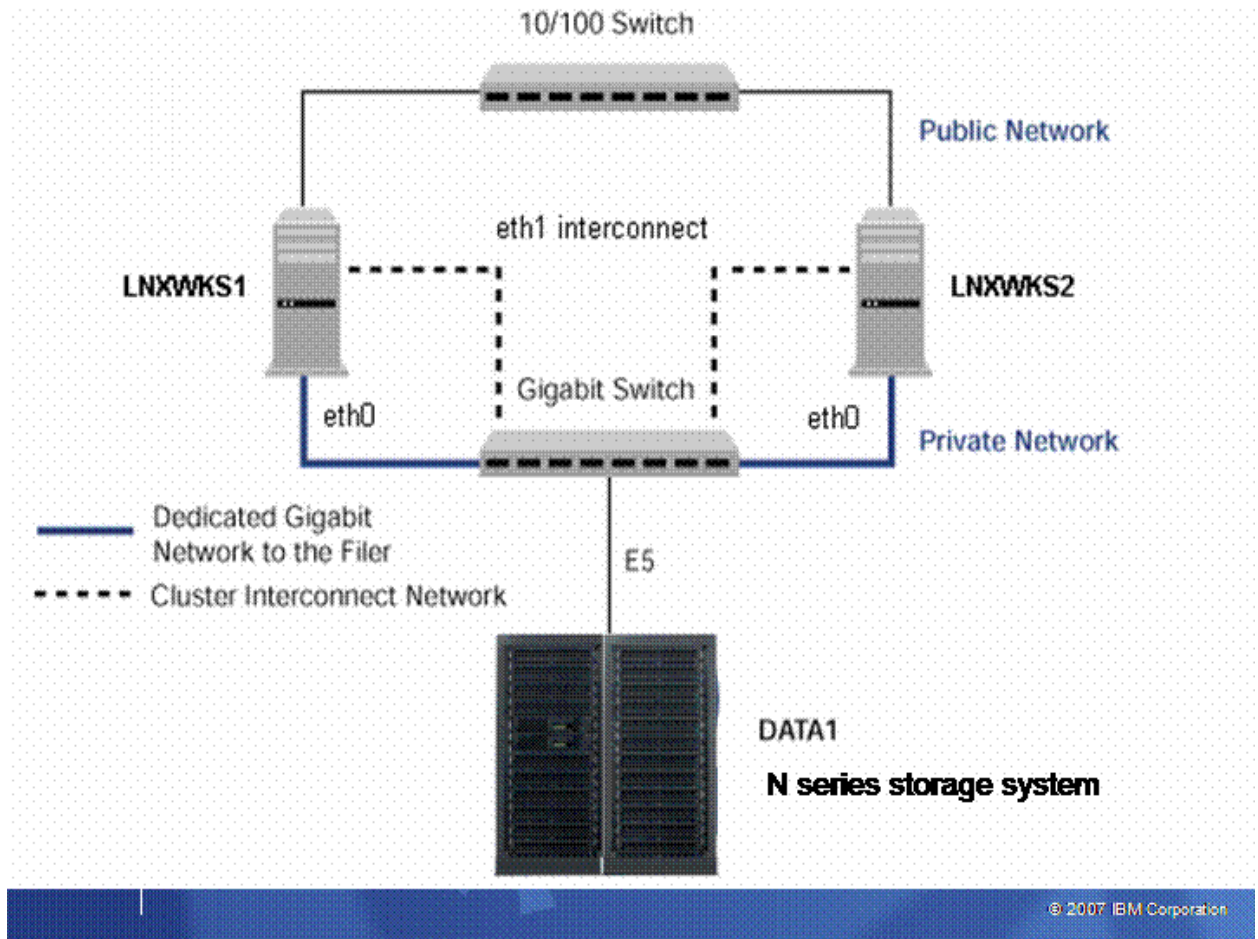 10/100 Switch
Public Network
eth1 interconnect
LNXWKS1
LNXWKS2
Gigabit Switch
eth0
eth0
Private Network
Dedicated Gigabit
Network to the Filer
E5
Cluster Interconnect Network
DATA1
N series storage system
© 2007 IBM Corporation